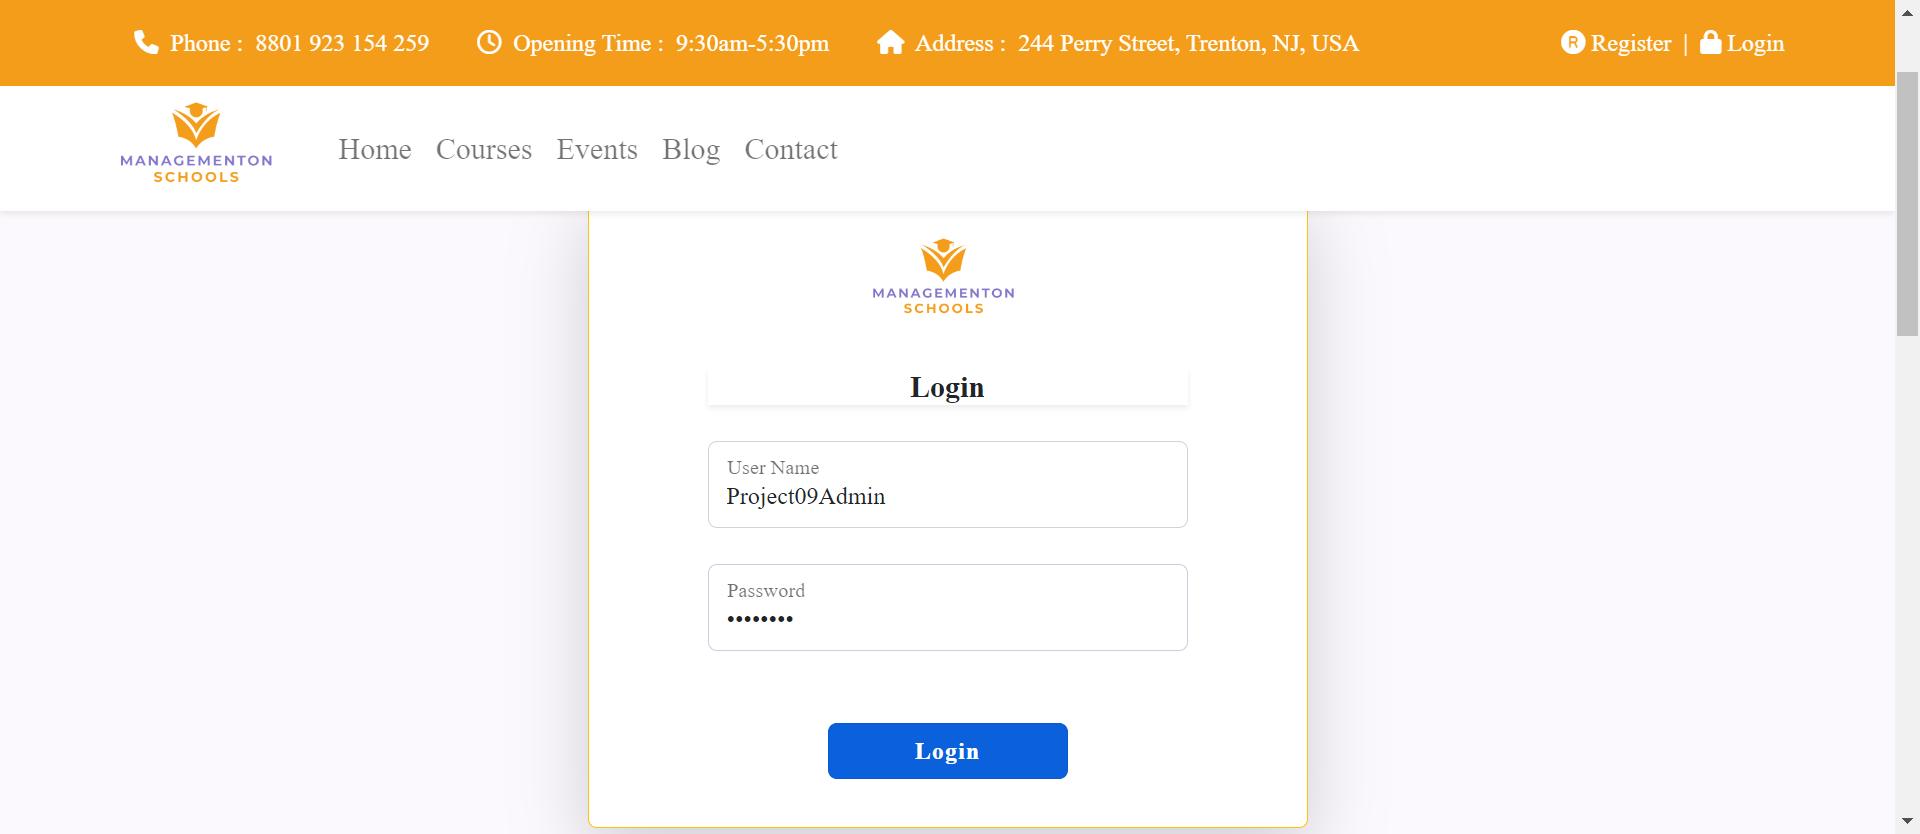 Phone : 8801 923 154 259 Opening Time : 9:30am-5:30pm Address : 244 Perry Street, Trenton, NJ, USA Register | Login
MANAGEMENTON
SCHOOLS
Home Courses Events Blog Contact
MANAGEMENTON
SCHOOLS
Login
User Name
Project09Admin
Password
••••••••
Login